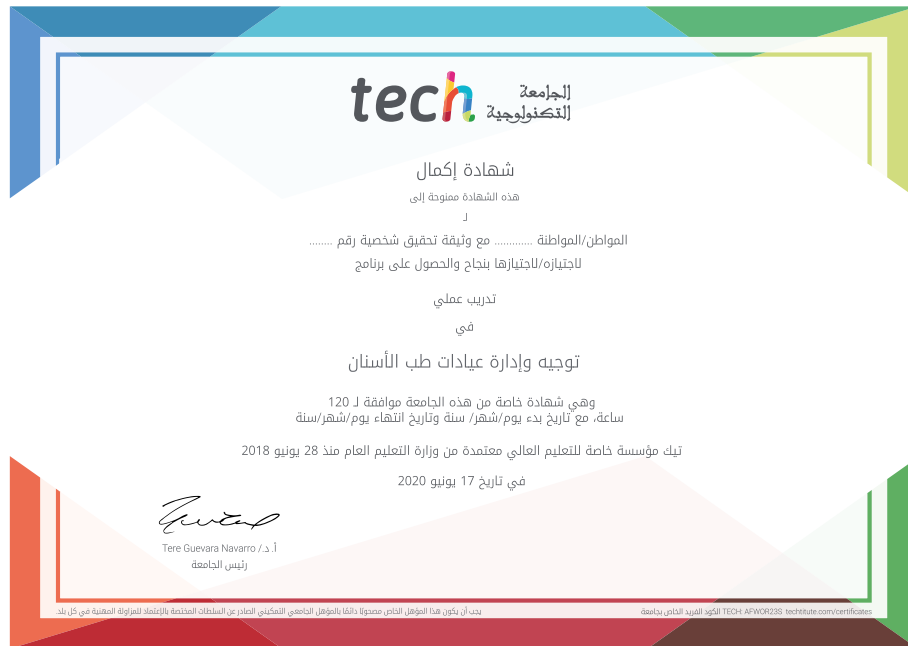 tech الجامعة
التكنولوجية
شهادة إكمال
هذه الشهادة ممنوحة إلى
لـ
المواطن/المواطنة ............. مع وثيقة تحقيق شخصية رقم ........
لاجتيازه/لاجتيازها بنجاح والحصول على برنامج
تدريب عملي
في
توجيه وإدارة عيادات طب الأسنان
وهي شهادة خاصة من هذه الجامعة موافقة لـ 120
ساعة، مع تاريخ بدء يوم/شهر/ سنة وتاريخ انتهاء يوم/شهر/سنة
تيك مؤسسة خاصة للتعليم العالي معتمدة من وزارة التعليم العام منذ 28 يونيو 2018
في تاريخ 17 يونيو 2020
أ. د./ Tere Guevara Navarro
رئيس الجامعة
يجب أن يكون هذا المؤهل الخاص مصحوبًا دائمًا بالمؤهل الجامعي التمكيني الصادر عن السلطات المختصة بالإعتماد للمزاولة المهنية في كل بلد.
الكود الفريد الخاص بجامعة TECH: AFWOR23S techtitute.com/certificates